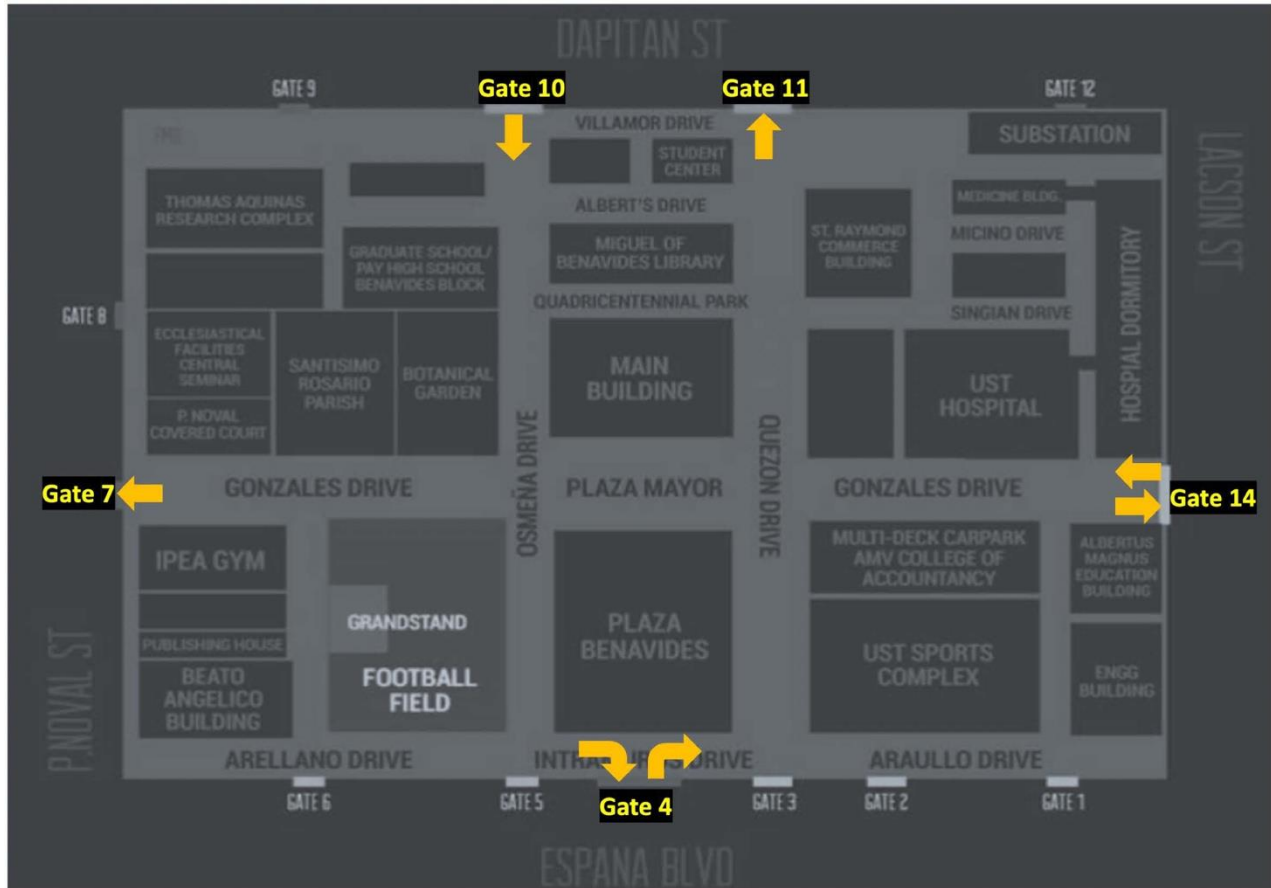 DAPITAN ST
GATE 9
Gate 10
Gate 11
GATE 12
VILLAMOR DRIVE
SUBSTATION
STUDENT
CENTER
THOMAS AQUINAS
RESEARCH COMPLEX
MEDICINE BLDG.
ALBERT'S DRIVE
LACSON ST
ST. RAYMOND
COMMERCE
BUILDING
MICINO DRIVE
GRADUATE SCHOOL/
PAY HIGH SCHOOL
BENAVIDES BLOCK
MIGUEL OF
BENAVIDES LIBRARY
HOSPIAL DORMITORY
GATE 8
QUADRICENTENNIAL PARK
SINGIAN DRIVE
ECCLESIASTICAL
FACILITIES
CENTRAL
SEMINAR
SANTISIMO
ROSARIO
PARISH
BOTANICAL
GARDEN
MAIN
BUILDING
UST
HOSPITAL
P. NOVAL
COVERED COURT
OSMEÑA DRIVE
QUEZON DRIVE
Gate 7
GONZALES DRIVE
PLAZA MAYOR
GONZALES DRIVE
Gate 14
IPEA GYM
MULTI-DECK CARPARK
AMV COLLEGE OF
ACCOUNTANCY
ALBERTUS
MAGNUS
EDUCATION
BUILDING
GRANDSTAND
PLAZA
BENAVIDES
PUBLISHING HOUSE
P.NOVAL ST
BEATO
ANGELICO
BUILDING
FOOTBALL
FIELD
UST SPORTS
COMPLEX
ENGG
BUILDING
ARELLANO DRIVE
DRIVE
ARAULLO DRIVE
GATE 6
GATE 5
Gate 4
GATE 3
GATE 2
GATE 1
ESPANA BLVD